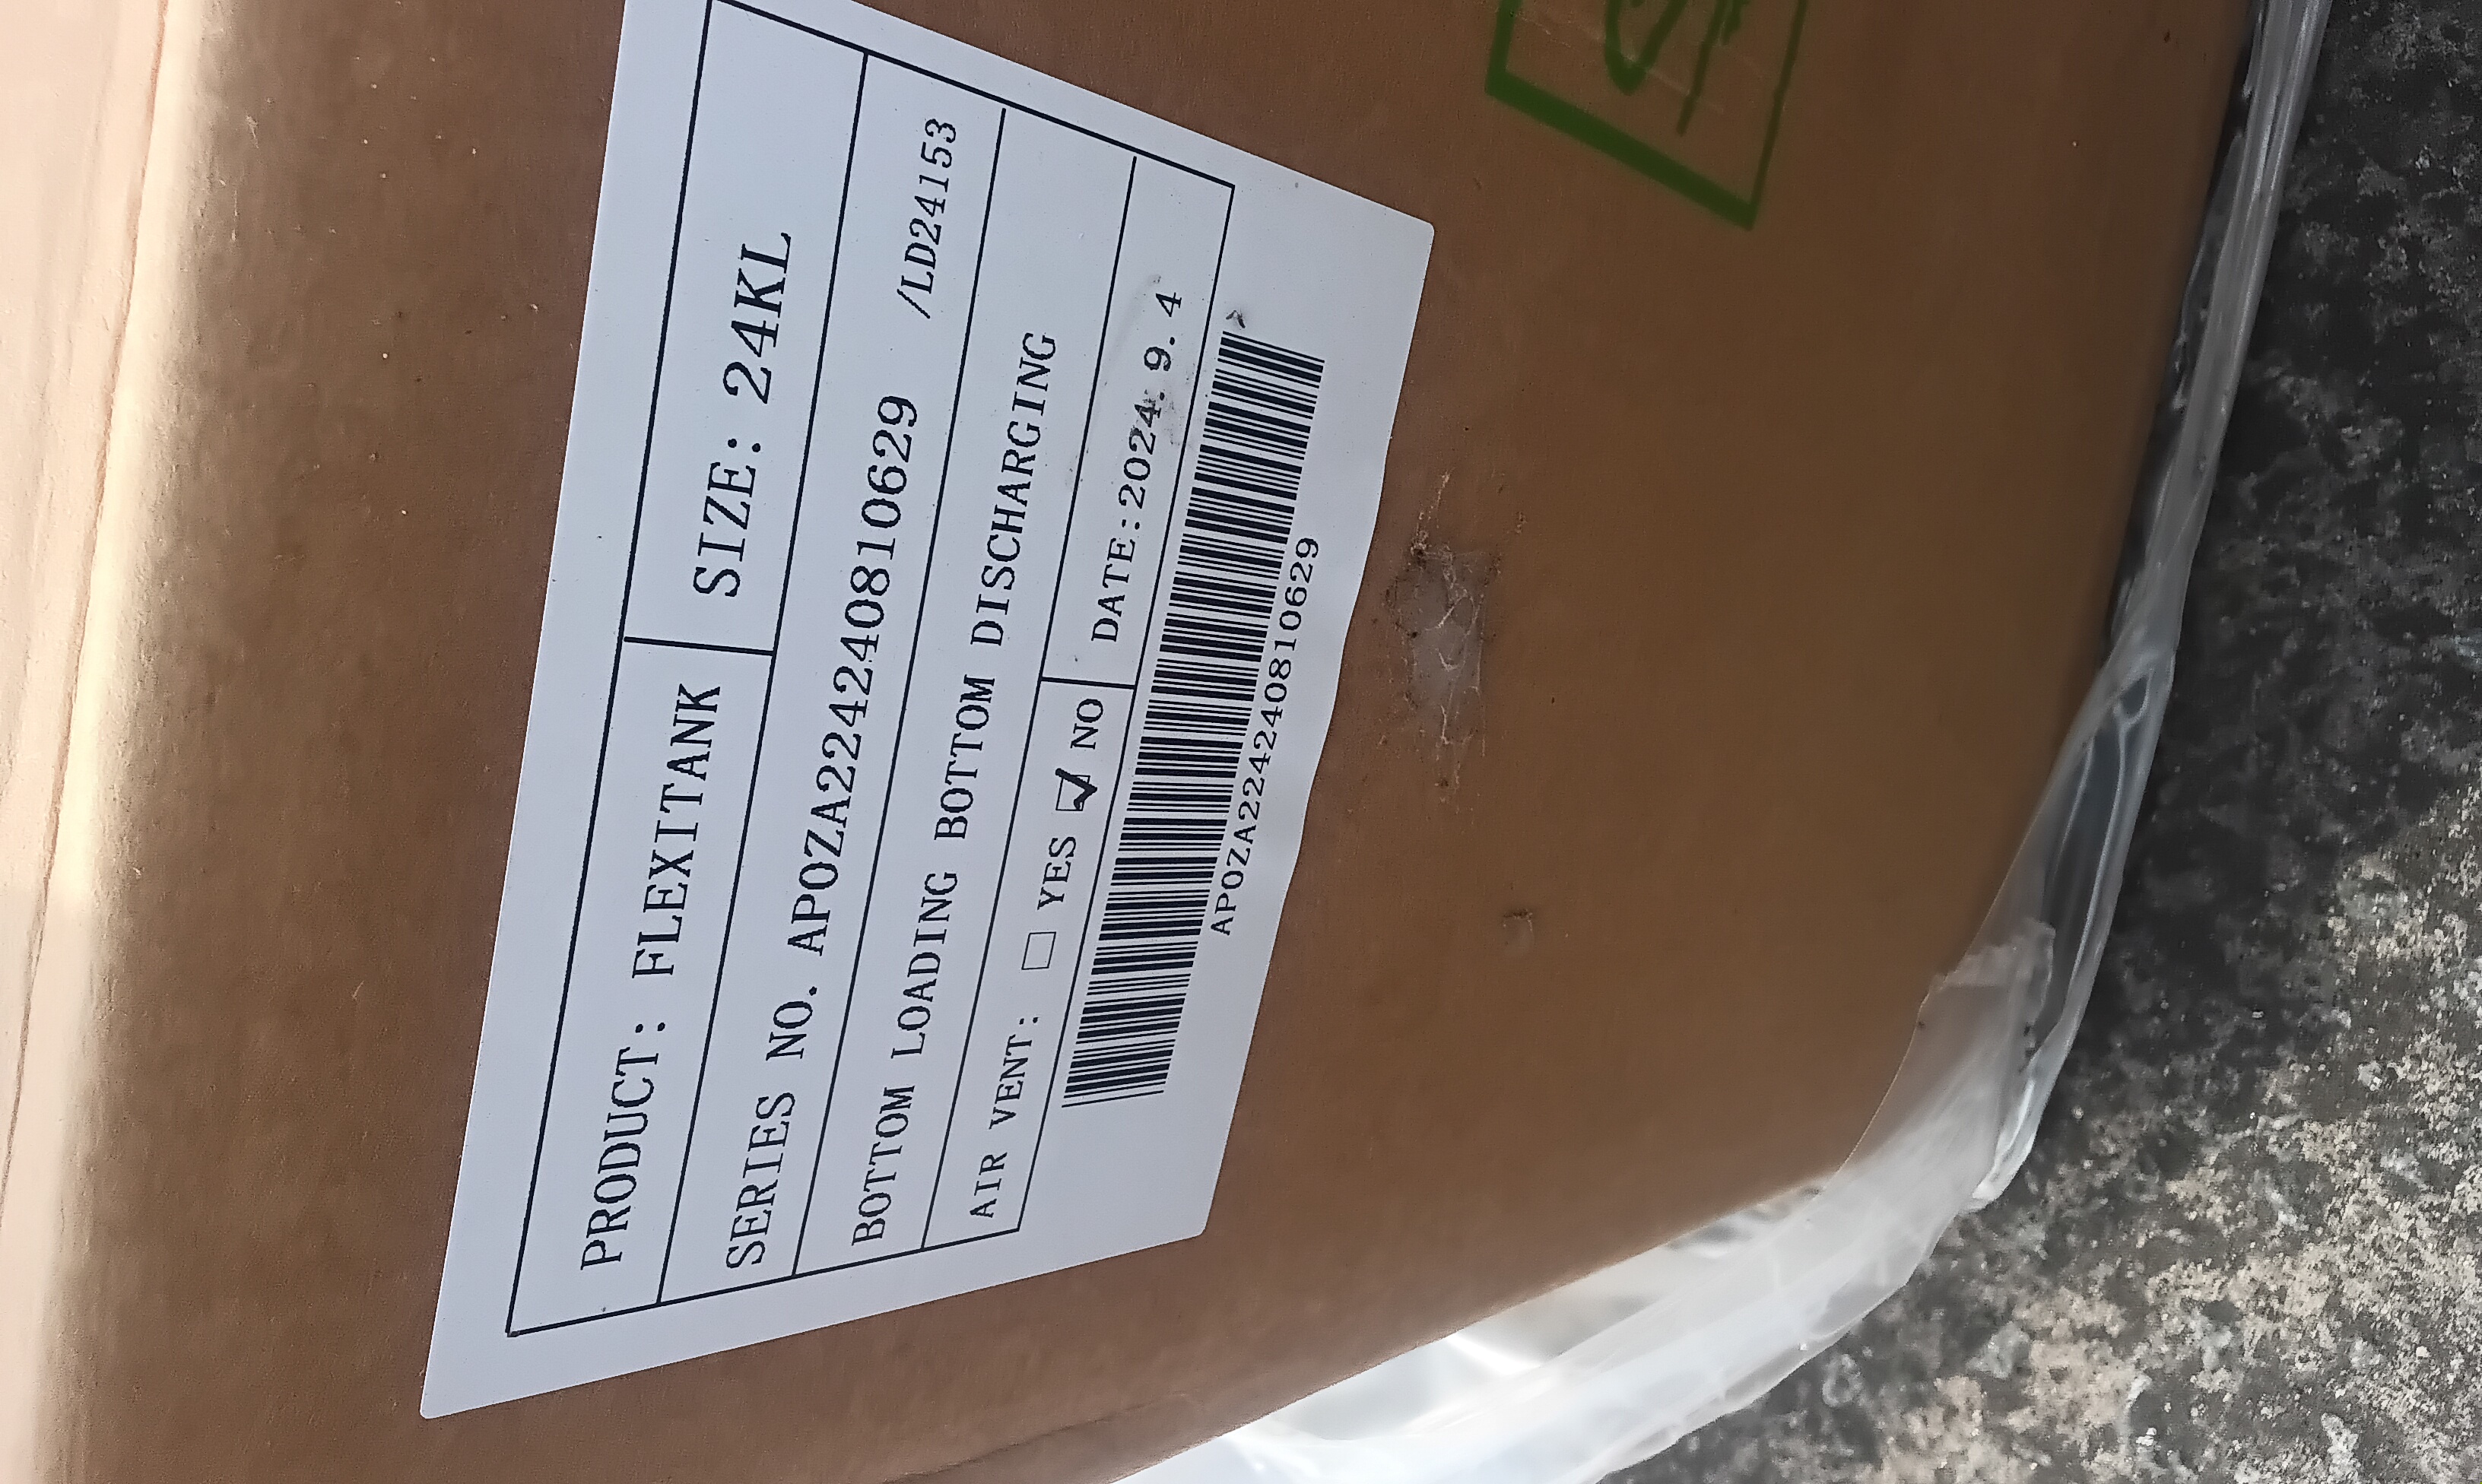 PRODUCT: FLEXITANK SIZE: 24KL
SERIES NO. APOZA224240810629 /LD24153
BOTTOM LOADING BOTTOM DISCHARGING
AIR VENT: ☐ YES ☑ NO DATE:2024.9.4
APOZA224240810629